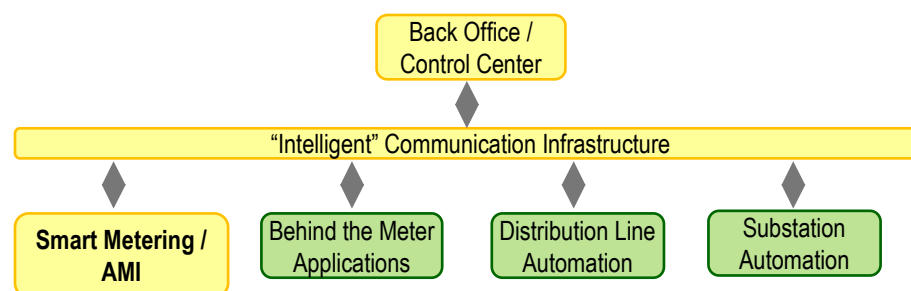 Back Office /
Control Center
“Intelligent” Communication Infrastructure
Smart Metering /
AMI
Behind the Meter
Applications
Distribution Line
Automation
Substation
Automation